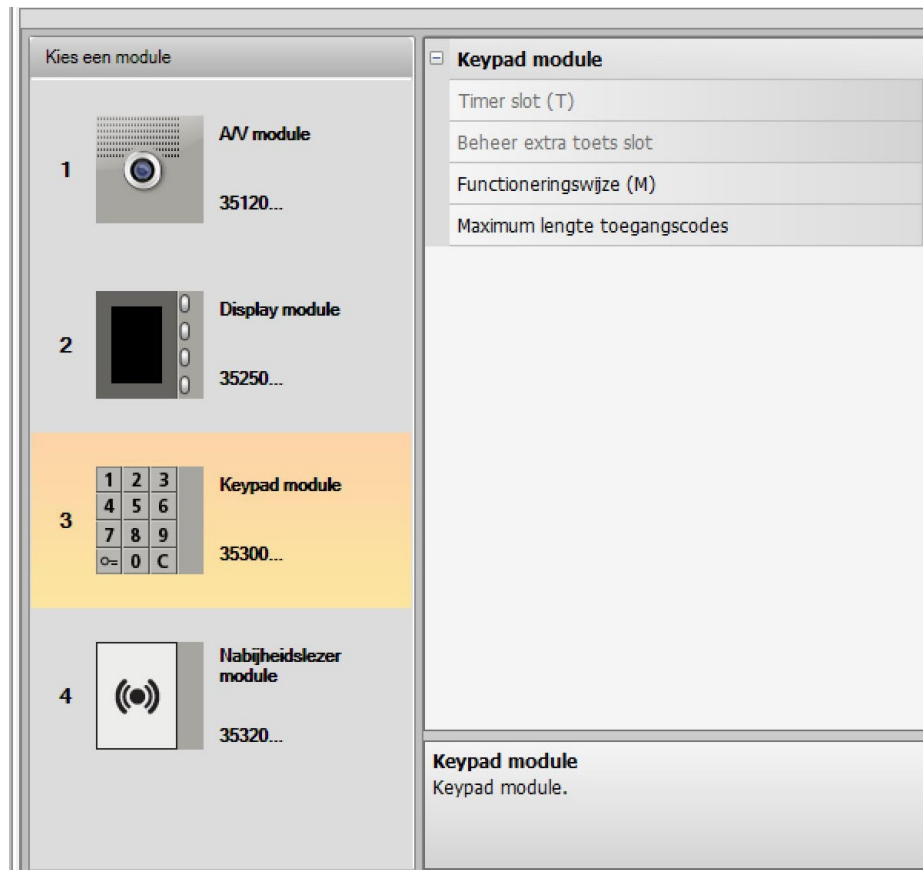 Kies een module
1
A/V module
35120...
2
Display module
35250...
3
1 2 3
4 5 6
7 8 9
0 C
Keypad module
35300...
4
Nabijheidslezer
module
35320...
Keypad module
Timer slot (T)
Beheer extra toets slot
Functioneringswijze (M)
Maximum lengte toegangscodes
Keypad module
Keypad module.